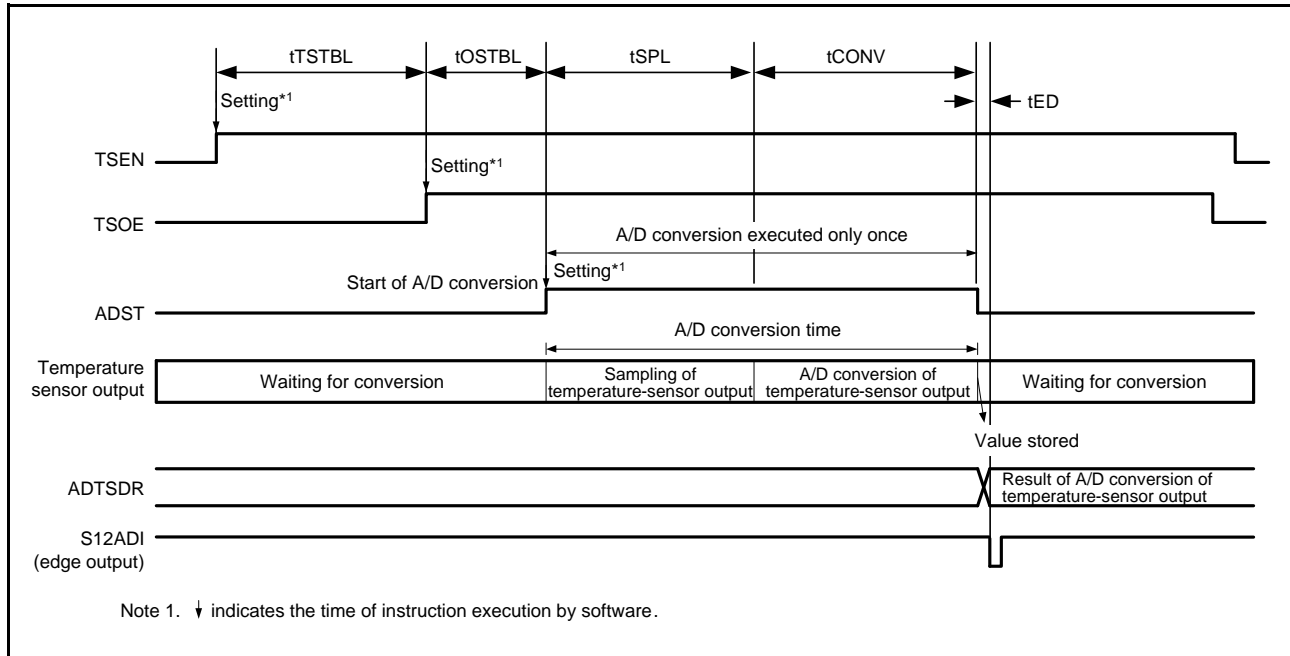 tTSTBL tOSTBL tSPL tCONV
tED
Setting*1
TSEN
Setting*1
TSOE
A/D conversion executed only once
Setting*1
Start of A/D conversion
ADST
A/D conversion time
Temperature
sensor output
Waiting for conversion
Sampling of
temperature-sensor output
A/D conversion of
temperature-sensor output
Waiting for conversion
Value stored
ADTSDR
Result of A/D conversion of
temperature-sensor output
S12ADI
(edge output)
Note 1. indicates the time of instruction execution by software.